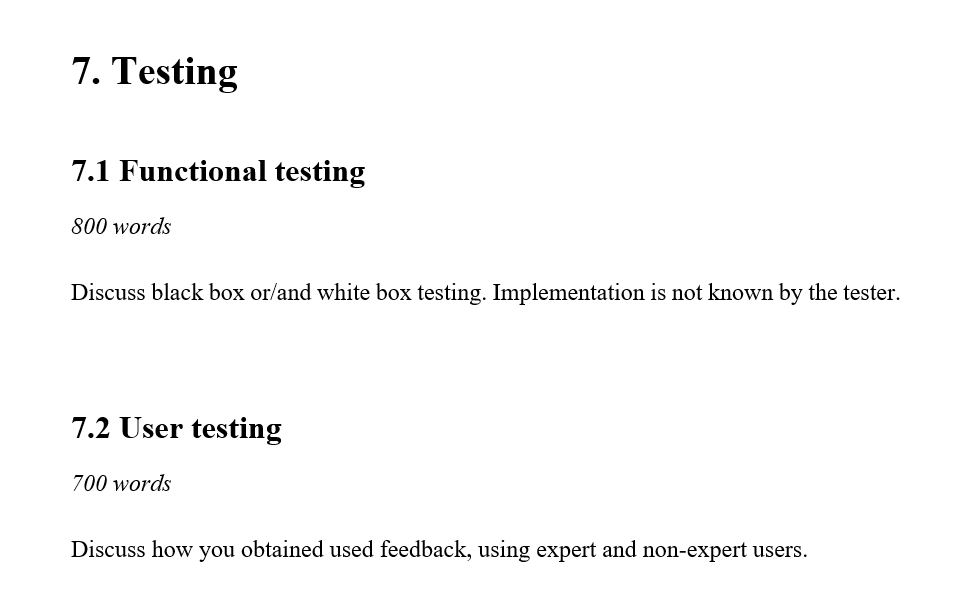 7. Testing
7.1 Functional testing
800 words
Discuss black box or/and white box testing. Implementation is not known by the tester.
7.2 User testing
700 words
Discuss how you obtained used feedback, using expert and non-expert users.